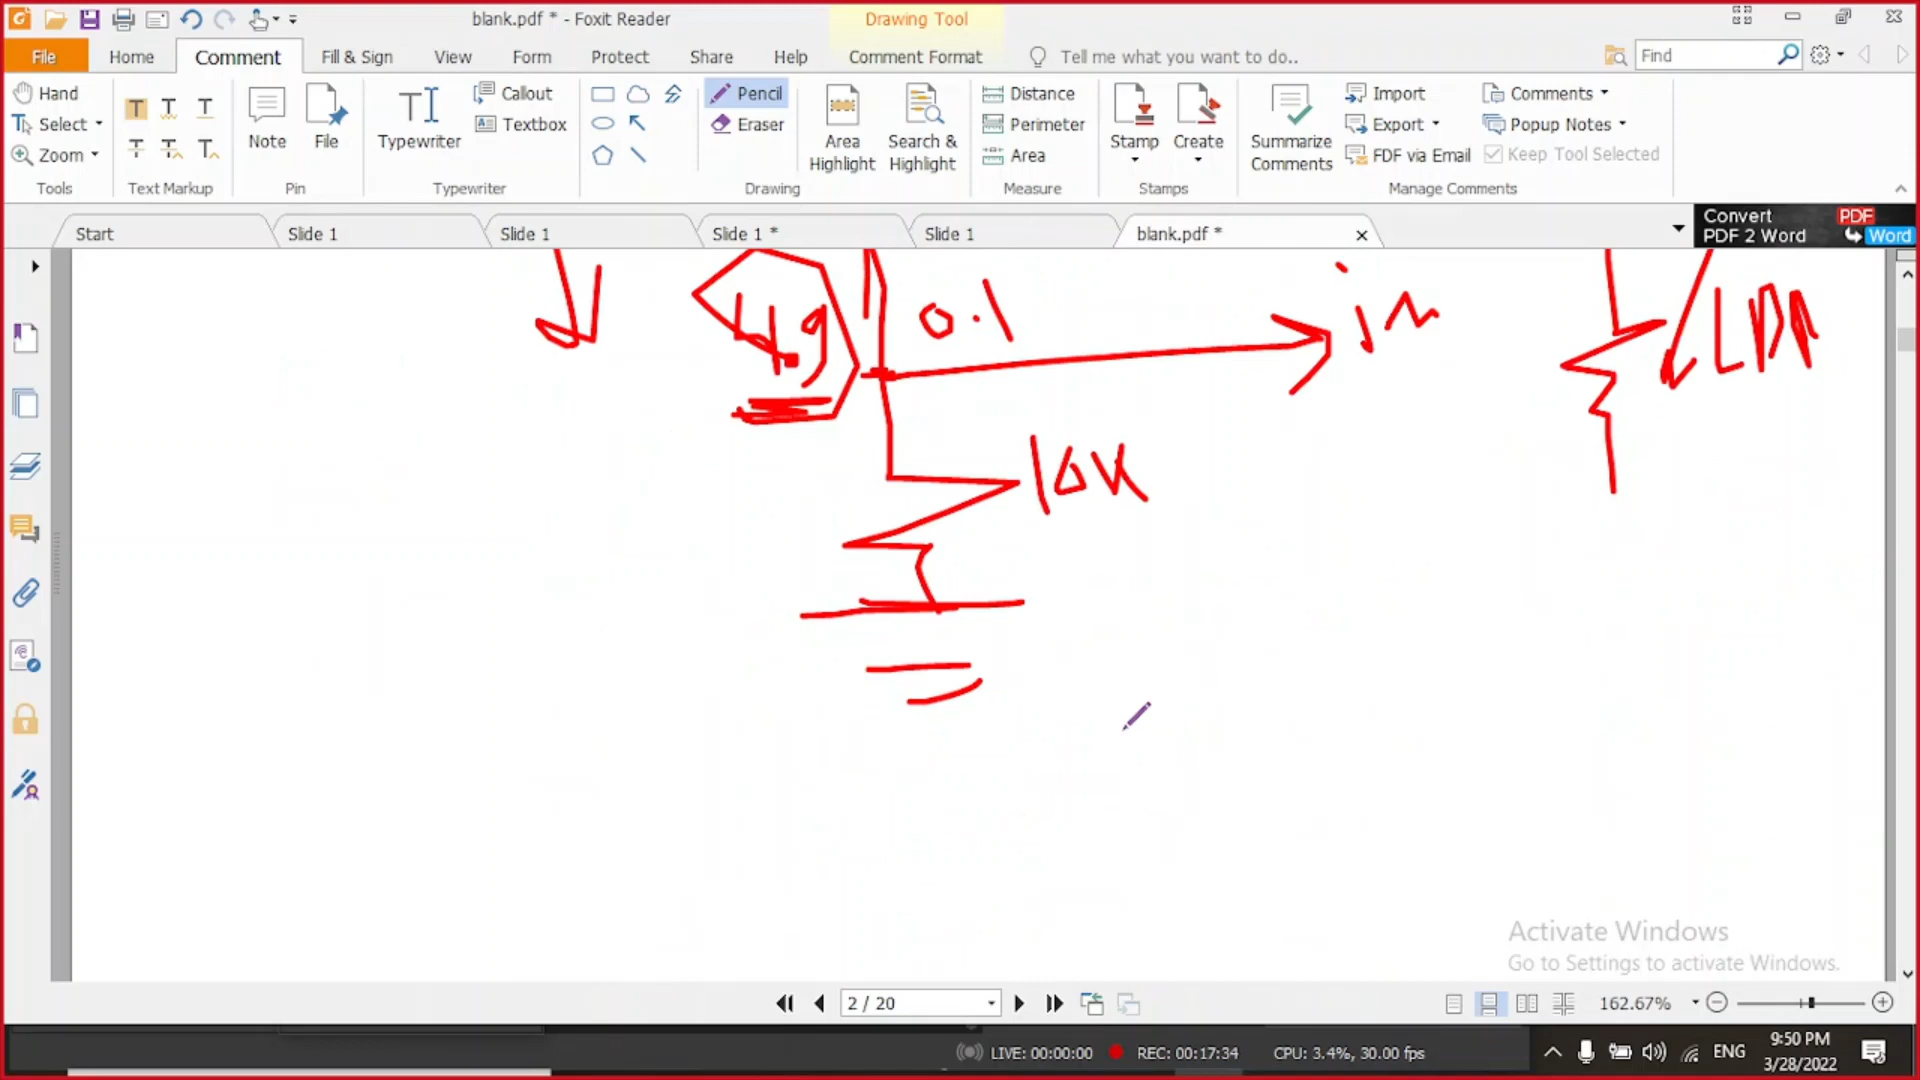 blank.pdf * - Foxit Reader
Drawing Tool
File
Home
Comment
Fill & Sign
View
Form
Protect
Share
Help
Comment Format
Tell me what you want to do..
Find
Hand
Select
Zoom
Tools
Text Markup
Note
File
Pin
Typewriter
Callout
Textbox
Typewriter
Pencil
Eraser
Drawing
Area Highlight
Search & Highlight
Distance
Perimeter
Area
Measure
Stamp
Create
Stamps
Summarize Comments
Import
Export
FDF via Email
Comments
Popup Notes
Keep Tool Selected
Manage Comments
Start
Slide 1
Slide 1
Slide 1 *
Slide 1
blank.pdf *
Convert PDF
PDF 2 Word Word
4.9
0.1
in
LDR
10K
Activate Windows
Go to Settings to activate Windows.
2 / 20
162.67%
LIVE: 00:00:00
REC: 00:17:34
CPU: 3.4%, 30.00 fps
ENG
9:50 PM
3/28/2022